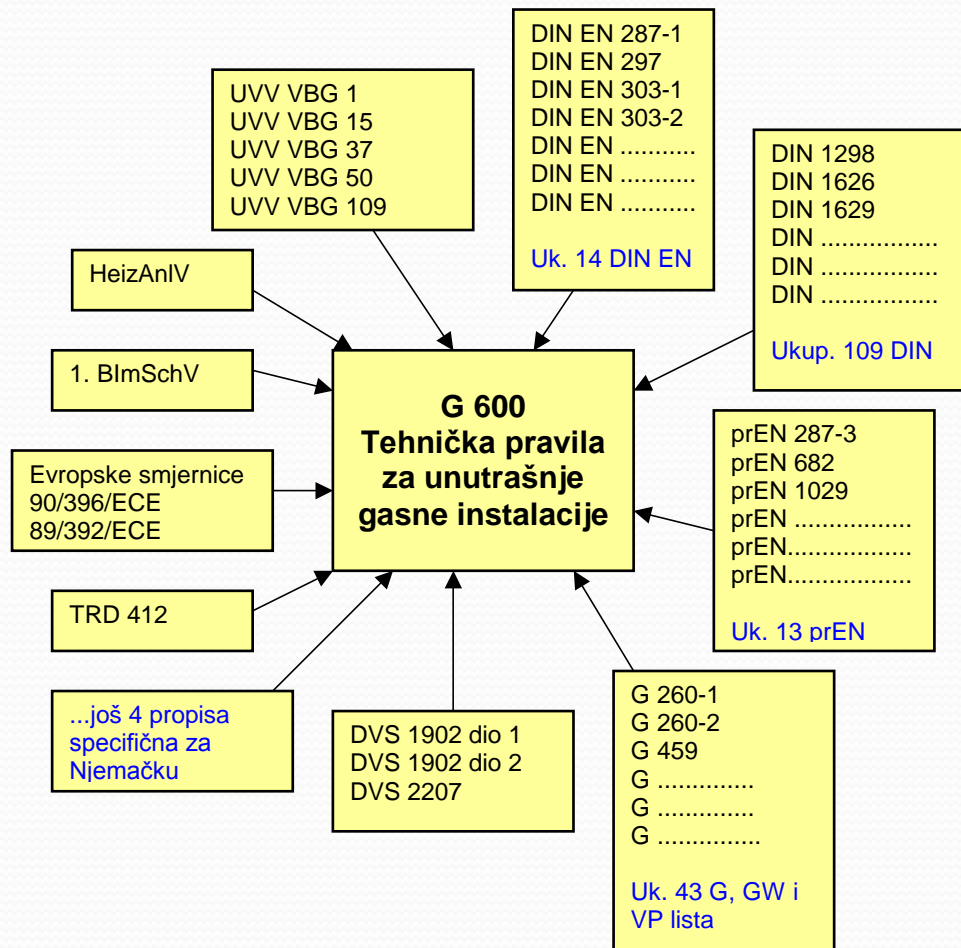 DIN EN 287-1
DIN EN 297
DIN EN 303-1
DIN EN 303-2
DIN EN ...........
DIN EN ...........
DIN EN ...........
Uk. 14 DIN EN
UVV VBG 1
UVV VBG 15
UVV VBG 37
UVV VBG 50
UVV VBG 109
DIN 1298
DIN 1626
DIN 1629
DIN .................
DIN .................
DIN .................
Ukup. 109 DIN
HeizAnlV
1. BImSchV
G 600
Tehnička pravila
za unutrašnje
gasne instalacije
prEN 287-3
prEN 682
prEN 1029
prEN .................
prEN..................
prEN..................
Uk. 13 prEN
Evropske smjernice
90/396/ECE
89/392/ECE
TRD 412
...još 4 propisa
specifična za
Njemačku
DVS 1902 dio 1
DVS 1902 dio 2
DVS 2207
G 260-1
G 260-2
G 459
G ..............
G ..............
G ...............
Uk. 43 G, GW i
VP lista